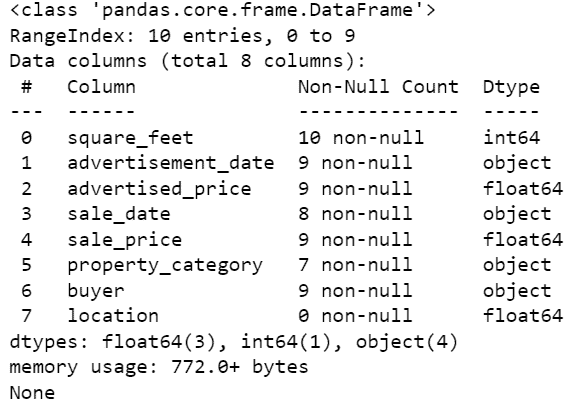 <class 'pandas.core.frame.DataFrame'>
RangeIndex: 10 entries, 0 to 9
Data columns (total 8 columns):
 #   Column              Non-Null Count  Dtype
---  ------              --------------  -----
 0   square_feet         10 non-null     int64
 1   advertisement_date  9 non-null      object
 2   advertised_price    9 non-null      float64
 3   sale_date           8 non-null      object
 4   sale_price          9 non-null      float64
 5   property_category   7 non-null      object
 6   buyer               9 non-null      object
 7   location            0 non-null      float64
dtypes: float64(3), int64(1), object(4)
memory usage: 772.0+ bytes
None